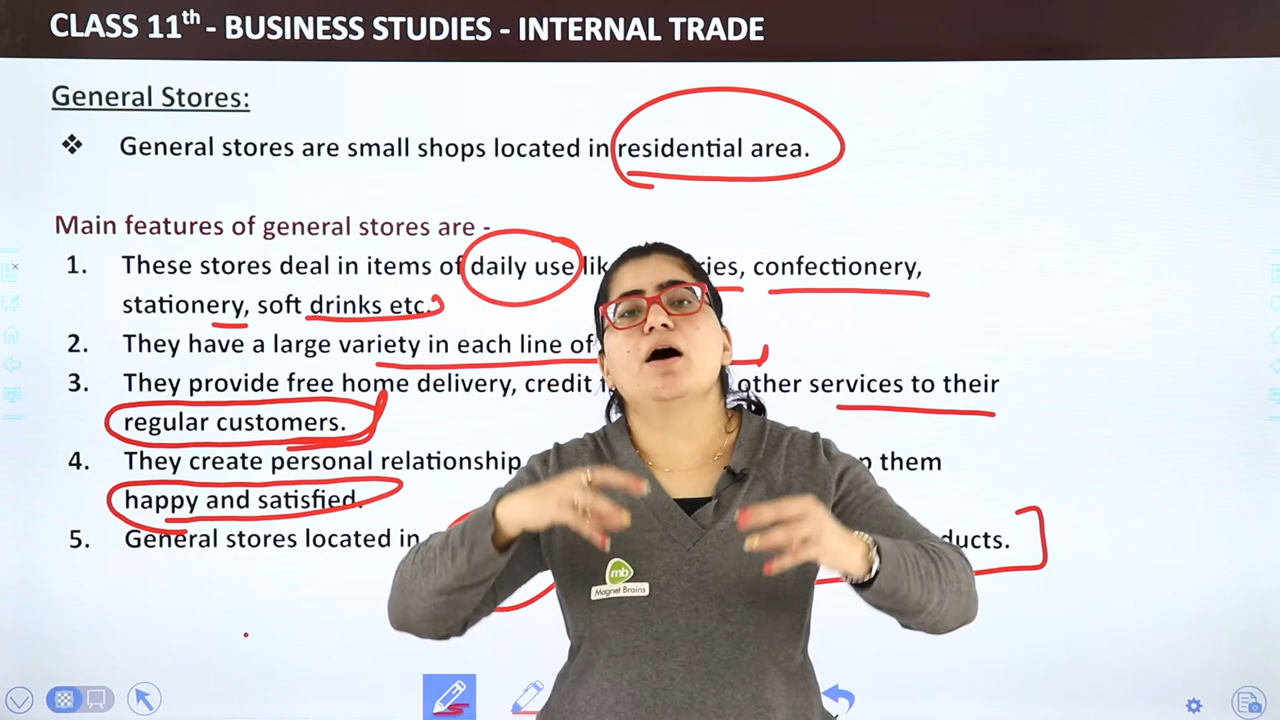 CLASS 11th - BUSINESS STUDIES - INTERNAL TRADE
General Stores:
❖ General stores are small shops located in residential area.
Main features of general stores are -
1. These stores deal in items of daily use confectionery,
stationery, soft drinks etc.
2. They have a large variety in each line of
3. They provide free home delivery, credit other services to their
regular customers.
4. They create personal relationship them
happy and satisfied.
5. General stores located in
mb
Magnet Brains